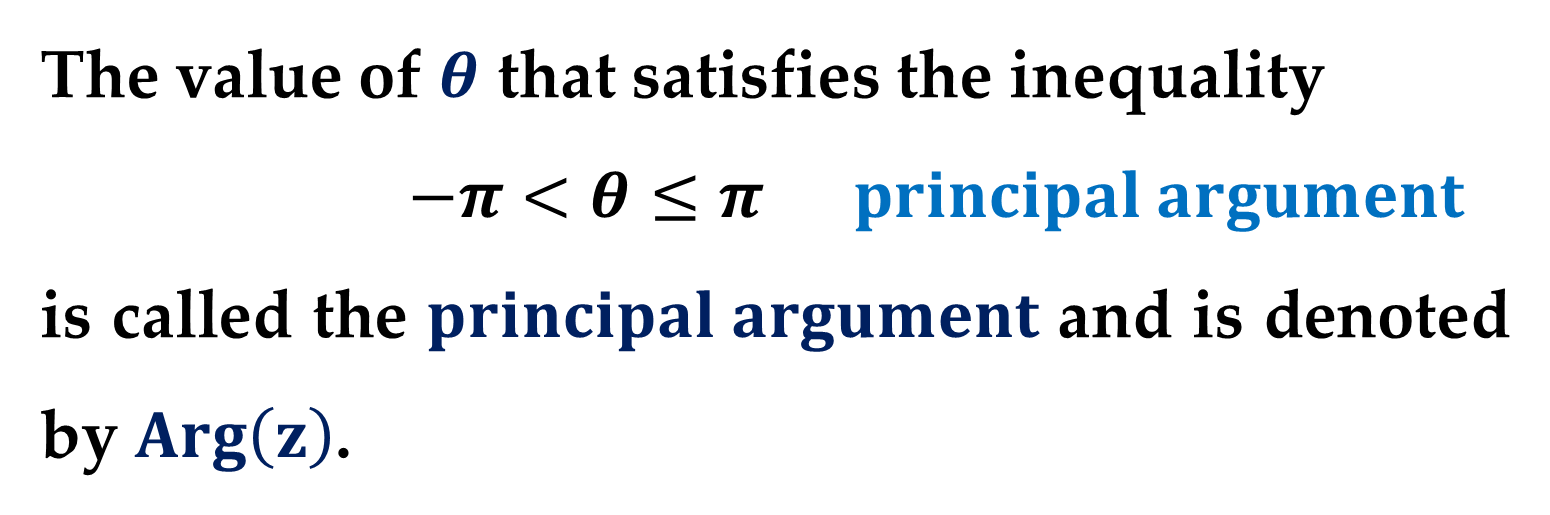 The value of θ that satisfies the inequality
−π < θ ≤ π principal argument
is called the principal argument and is denoted
by Arg(z).